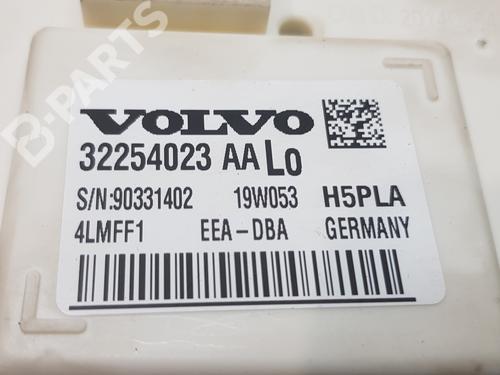 B-PARTS
VOLVO
32254023 AA Lo
S/N:90331402 19W053 H5PLA
4LMFF1 EEA-DBA GERMANY